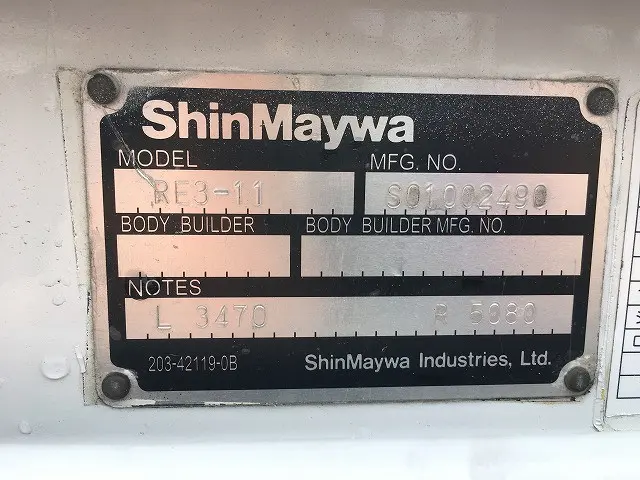 ShinMaywa
MODEL MFG. NO.
RE3-11 S01002490
BODY BUILDER BODY BUILDER MFG. NO.
NOTES
L 3470 R 5080
203-42119-0B ShinMaywa Industries, Ltd.